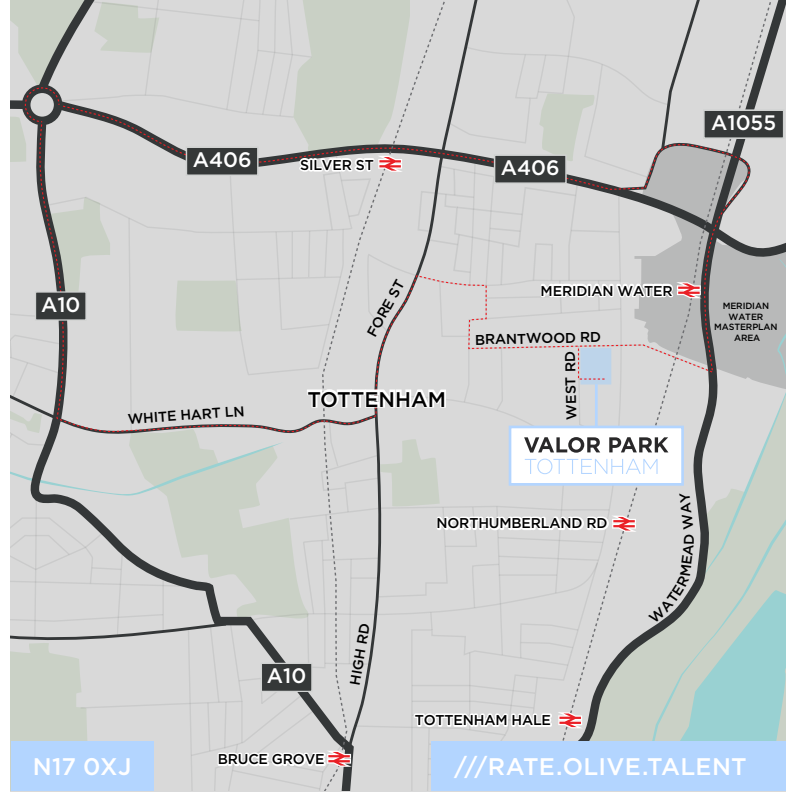 A1055
A406
SILVER ST
A406
MERIDIAN WATER
A10
FORE ST
MERIDIAN
WATER
MASTERPLAN
AREA
BRANTWOOD RD
WEST RD
TOTTENHAM
WHITE HART LN
VALOR PARK
TOTTENHAM
NORTHUMBERLAND RD
WATERMEAD WAY
HIGH RD
A10
TOTTENHAM HALE
BRUCE GROVE
N17 0XJ
///RATE.OLIVE.TALENT